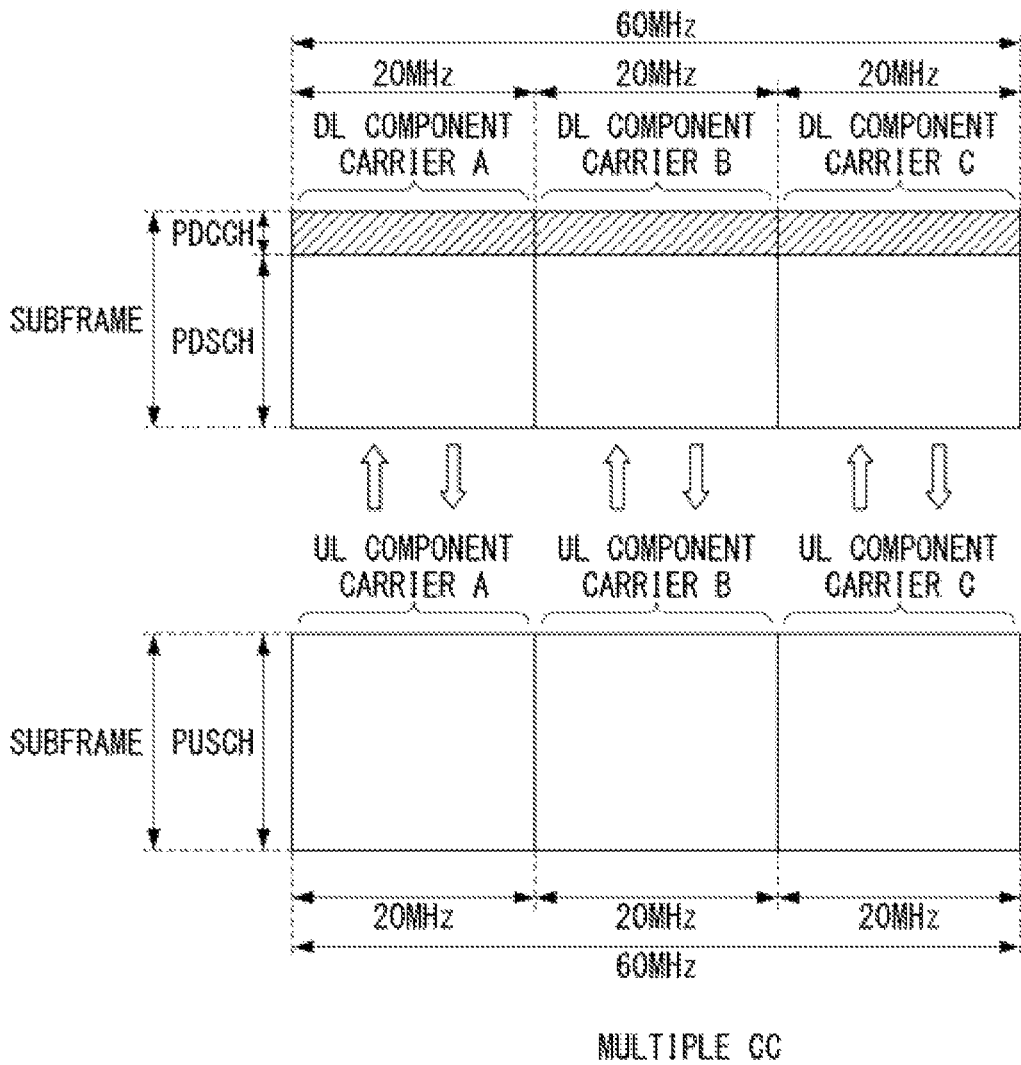 60MHz
20MHz 20MHz 20MHz
DL COMPONENT CARRIER A
DL COMPONENT CARRIER B
DL COMPONENT CARRIER C
PDCCH
SUBFRAME
PDSCH
UL COMPONENT CARRIER A
UL COMPONENT CARRIER B
UL COMPONENT CARRIER C
SUBFRAME
PUSCH
20MHz 20MHz 20MHz
60MHz
MULTIPLE CC